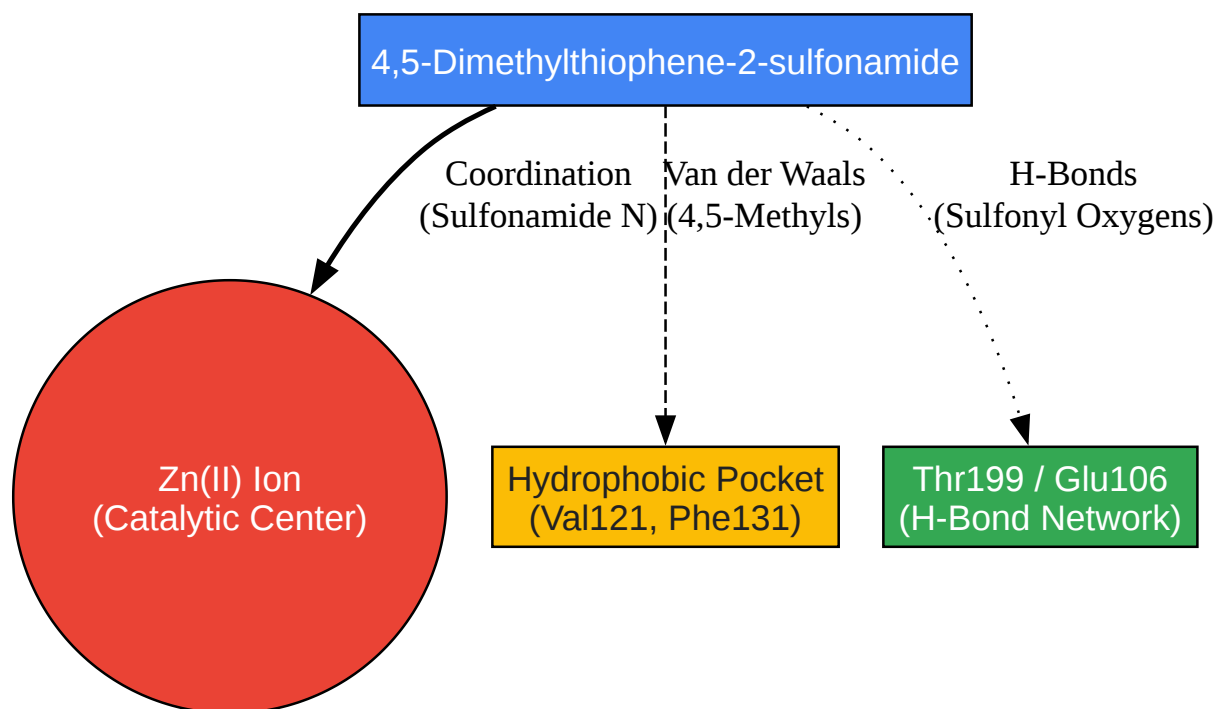 4,5-Dimethylthiophene-2-sulfonamide
Coordination
(Sulfonamide N)
Van der Waals
(4,5-Methyls)
H-Bonds
(Sulfonyl Oxygens)
Zn(II) Ion
(Catalytic Center)
Hydrophobic Pocket
(Val121, Phe131)
Thr199 / Glu106
(H-Bond Network)